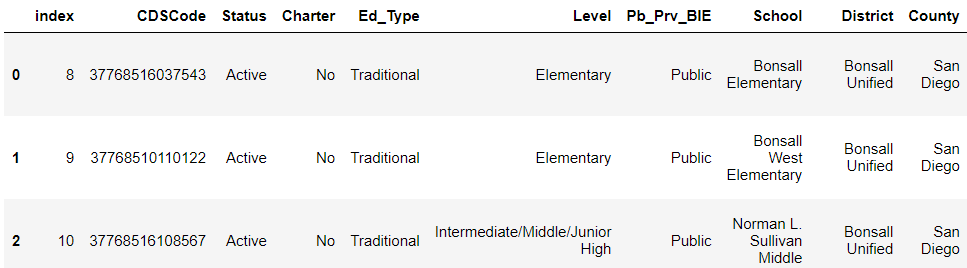 index CDSCode Status Charter Ed_Type Level Pb_Prv_BIE School District County
0 8 37768516037543 Active No Traditional Elementary Public Bonsall Elementary Bonsall Unified San Diego
1 9 37768510110122 Active No Traditional Elementary Public Bonsall West Elementary Bonsall Unified San Diego
2 10 37768516108567 Active No Traditional Intermediate/Middle/Junior High Public Norman L. Sullivan Middle Bonsall Unified San Diego